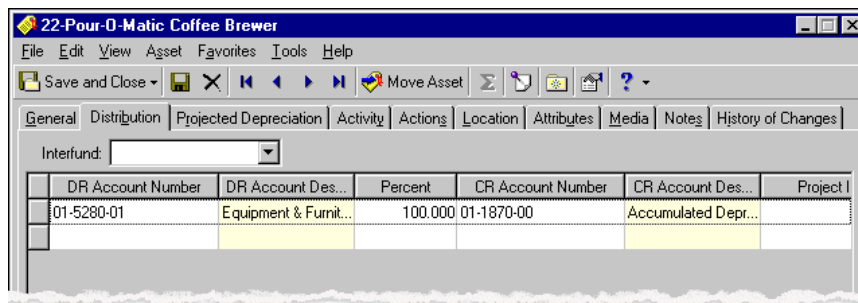 22-Pour-O-Matic Coffee Brewer
File Edit View Asset Favorites Tools Help
Save and Close Move Asset Σ ?
General Distribution Projected Depreciation Activity Actions Location Attributes Media Notes History of Changes
Interfund:
DR Account Number DR Account Des... Percent CR Account Number CR Account Des... Project I
01-5280-01 Equipment & Furnit... 100.000 01-1870-00 Accumulated Depr...